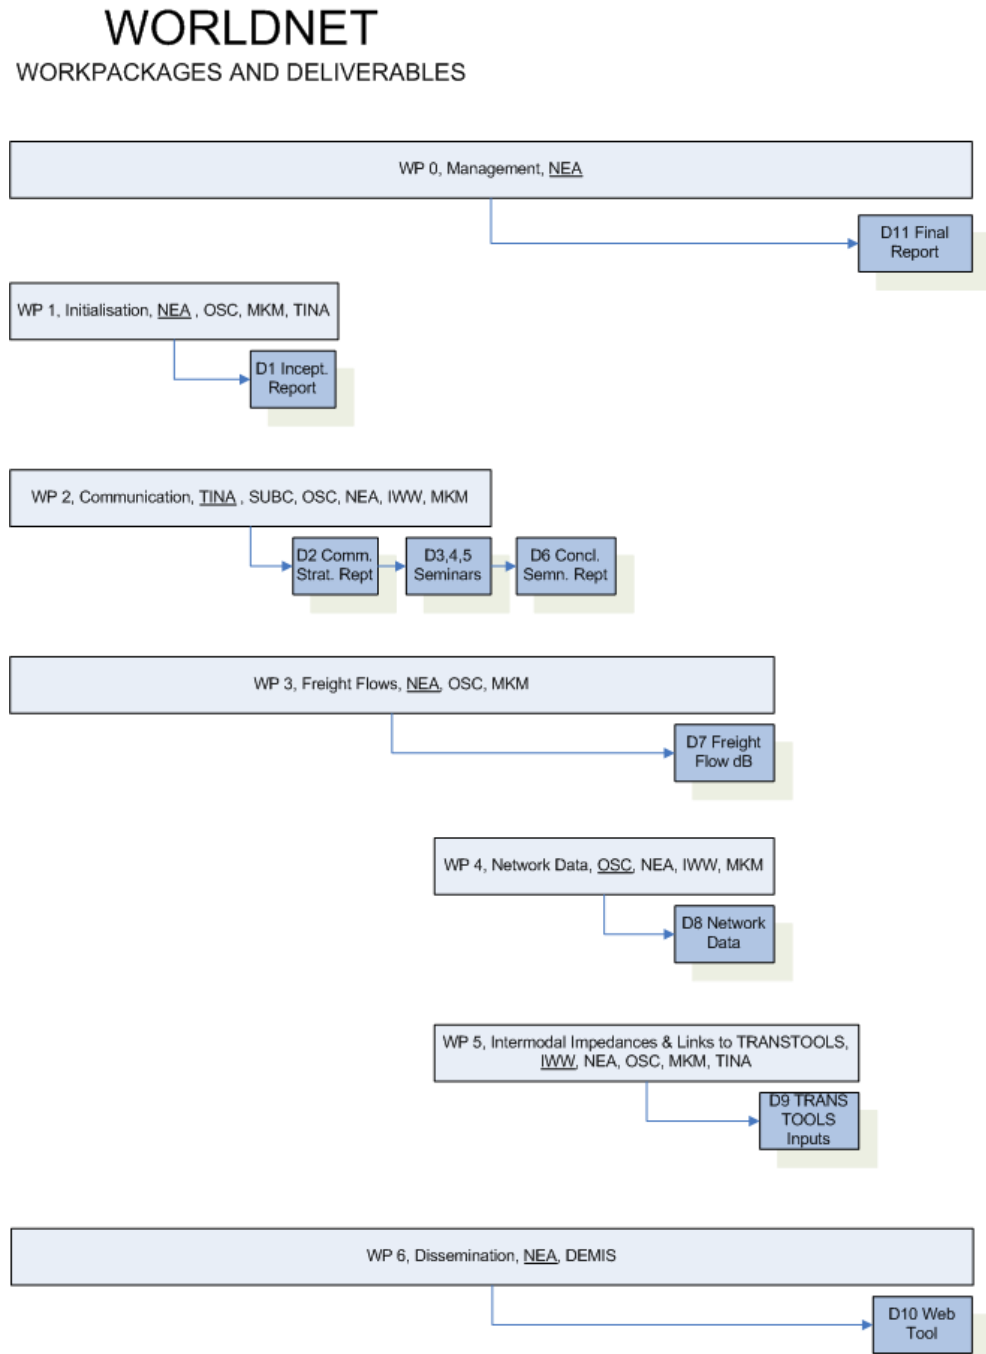 WORLDNET
WORKPACKAGES AND DELIVERABLES
WP 0, Management, NEA
D11 Final
Report
WP 1, Initialisation, NEA , OSC, MKM, TINA
D1 Incept.
Report
WP 2, Communication, TINA , SUBC, OSC, NEA, IWW, MKM
D2 Comm.
Strat. Rept
D3,4,5
Seminars
D6 Concl.
Semn. Rept
WP 3, Freight Flows, NEA, OSC, MKM
D7 Freight
Flow dB
WP 4, Network Data, OSC, NEA, IWW, MKM
D8 Network
Data
WP 5, Intermodal Impedances & Links to TRANSTOOLS,
IWW, NEA, OSC, MKM, TINA
D9 TRANS
TOOLS
Inputs
WP 6, Dissemination, NEA, DEMIS
D10 Web
Tool